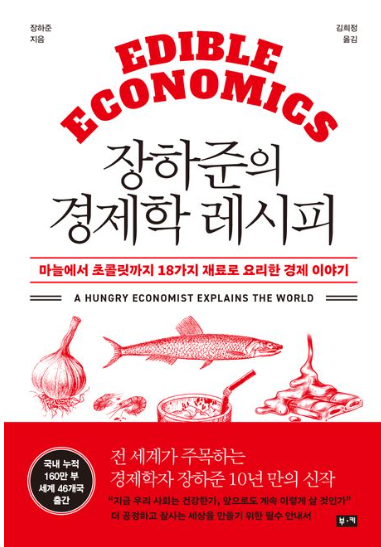 장하준
지음
김희정
옮김
EDIBLE
ECONOMICS
장하준의
경제학 레시피
마늘에서 초콜릿까지 18가지 재료로 요리한 경제 이야기
A HUNGRY ECONOMIST EXPLAINS THE WORLD
국내 누적
160만 부
세계 46개국
출간
전 세계가 주목하는
경제학자 장하준 10년 만의 신작
“지금 우리 사회는 건강한가, 앞으로도 계속 이렇게 살 것인가”
더 공정하고 잘사는 세상을 만들기 위한 필수 안내서
부·키